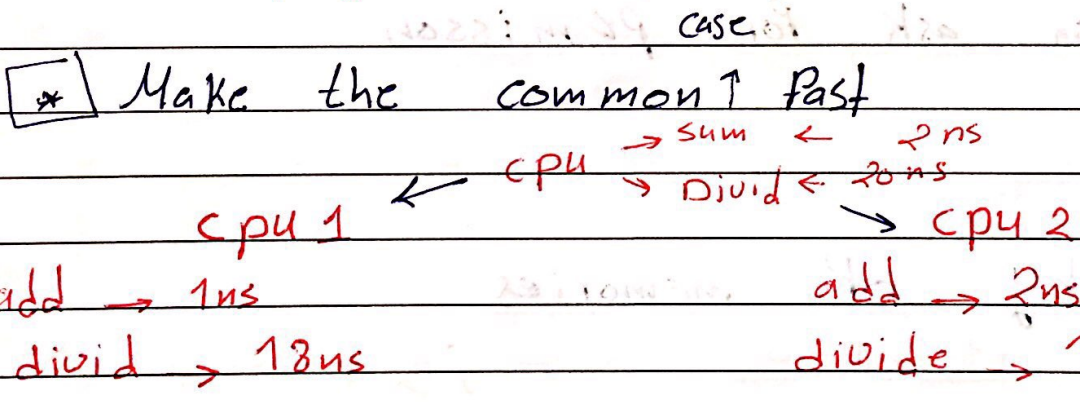 case
* Make the common↑ fast
cpu → sum ← 2ns
→ Divid ← 20ns
cpu 1
cpu 2
add → 1ns
add → 2ns
divid → 18ns
divide →